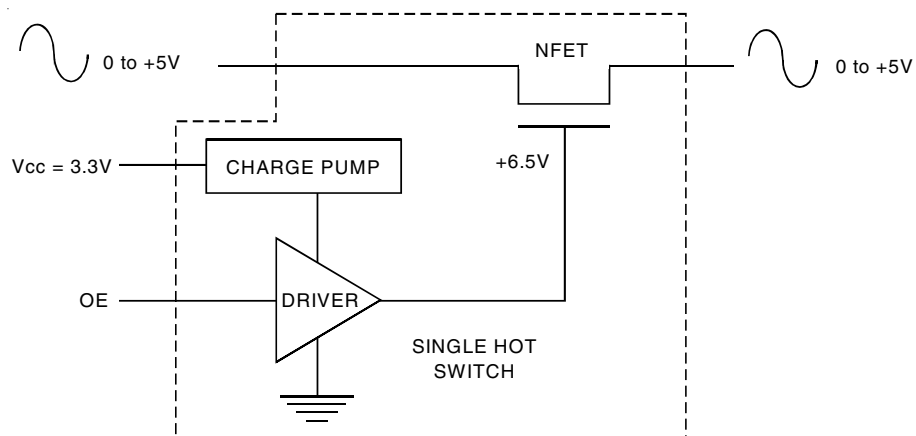 NFET
0 to +5V
0 to +5V
Vcc = 3.3V
CHARGE PUMP
+6.5V
OE
DRIVER
SINGLE HOT
SWITCH